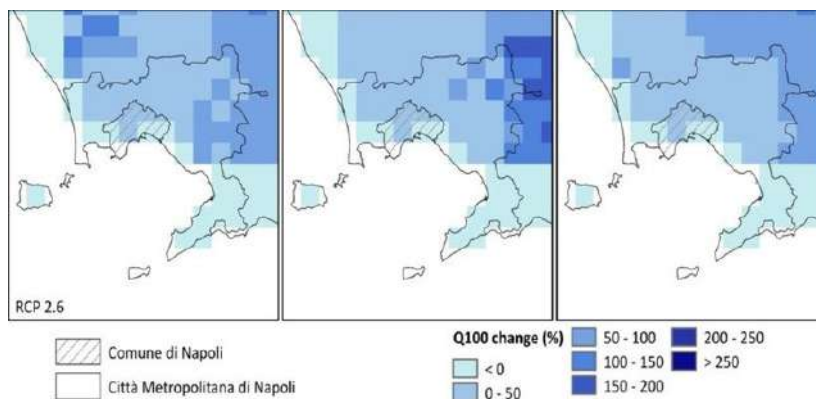 RCP 2.6
Comune di Napoli
Città Metropolitana di Napoli
Q100 change (%)
< 0
0 - 50
50 - 100
100 - 150
150 - 200
200 - 250
> 250